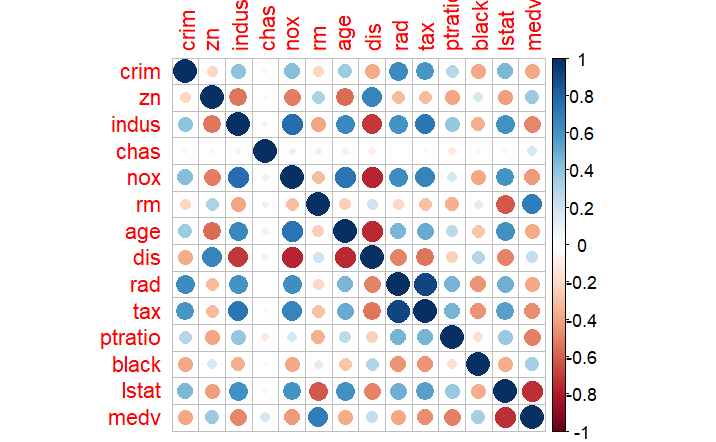 crim zn indus chas nox rm age dis rad tax ptratio black lstat medv
crim
zn
indus
chas
nox
rm
age
dis
rad
tax
ptratio
black
lstat
medv
1
0.8
0.6
0.4
0.2
0
-0.2
-0.4
-0.6
-0.8
-1